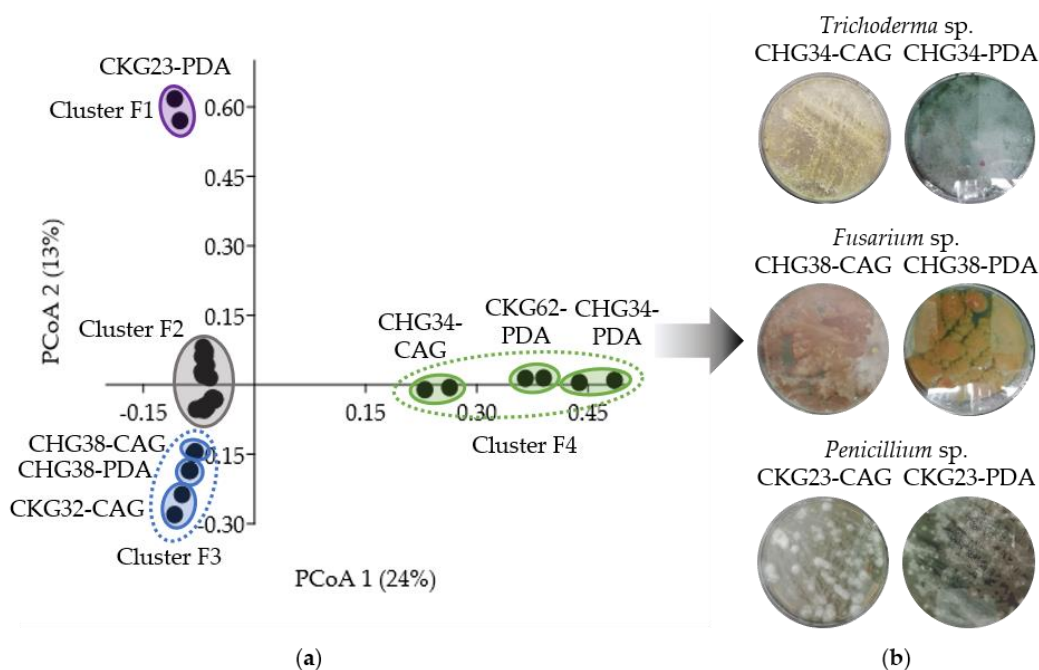 CKG23-PDA
Cluster F1
0.60
0.45
0.30
0.15
PCoA 2 (13%)
Cluster F2
CHG34-
CAG
CKG62-
PDA
CHG34-
PDA
-0.15
0.15
0.30
0.45
Cluster F4
CHG38-CAG
-0.15
CHG38-PDA
CKG32-CAG
-0.30
Cluster F3
PCoA 1 (24%)
(a)
Trichoderma sp.
CHG34-CAG CHG34-PDA
Fusarium sp.
CHG38-CAG CHG38-PDA
Penicillium sp.
CKG23-CAG CKG23-PDA
(b)